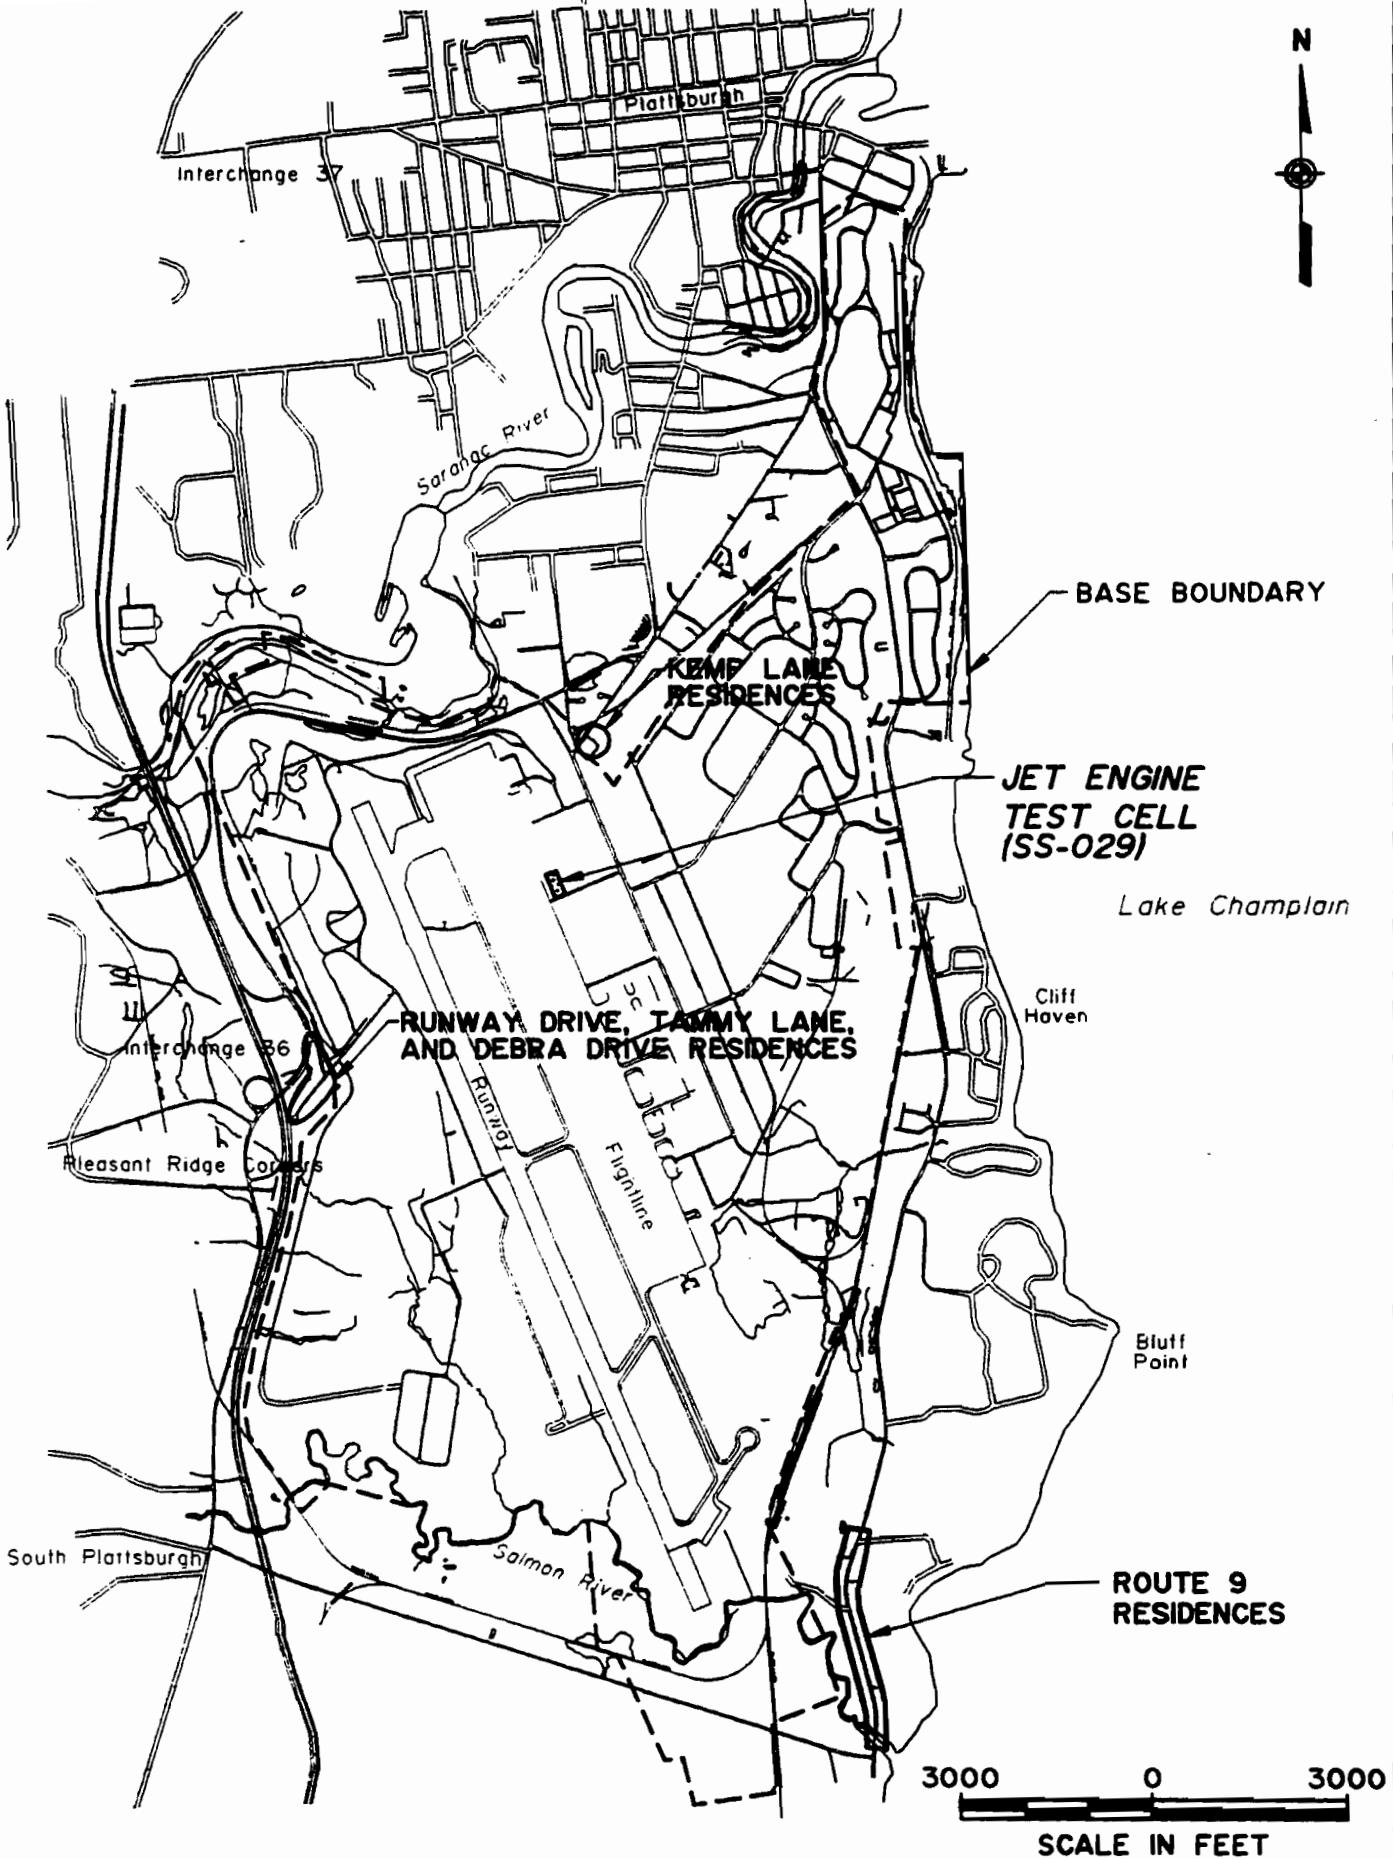 N
Plattsburgh
Interchange 37
Saranac River
BASE BOUNDARY
KEMP LANE
RESIDENCES
JET ENGINE
TEST CELL
(SS-029)
Lake Champlain
Cliff
Haven
RUNWAY DRIVE, TAMMY LANE,
AND DEBRA DRIVE RESIDENCES
Interchange 36
Runway
Pleasant Ridge Corners
Flightline
Bluff
Point
South Plattsburgh
Salmon River
ROUTE 9
RESIDENCES
3000 0 3000
SCALE IN FEET